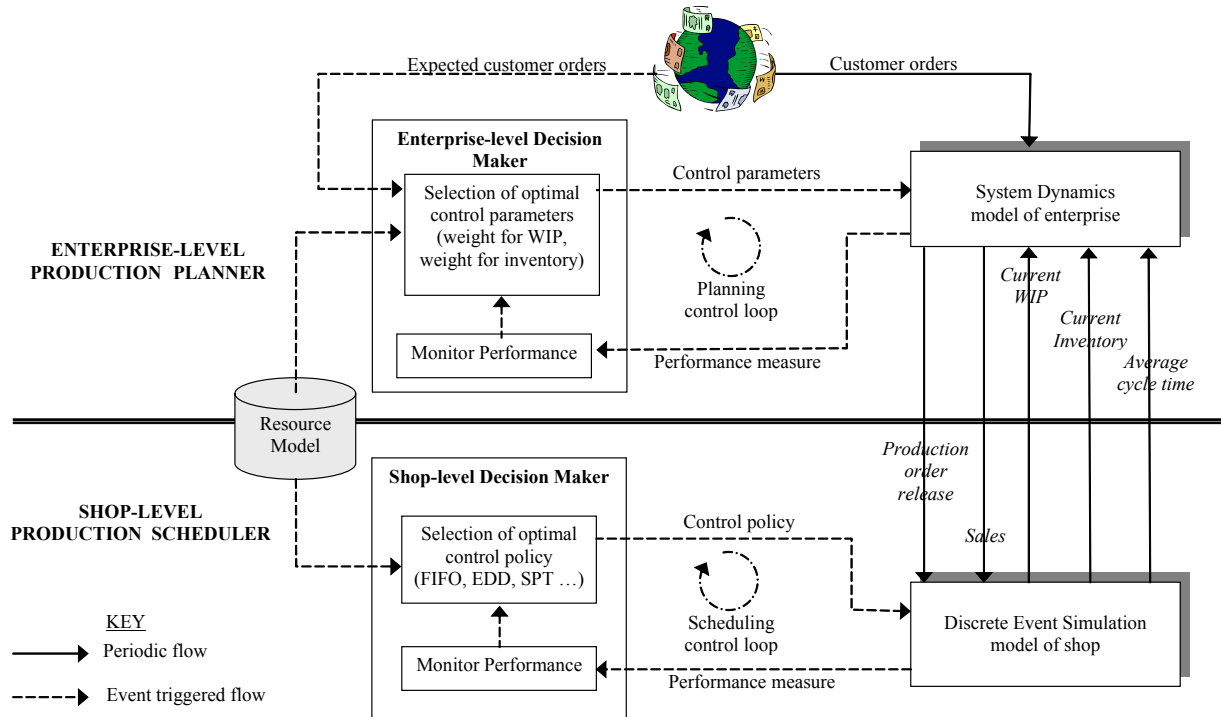 Expected customer orders
Customer orders
Enterprise-level Decision
Maker
Selection of optimal
control parameters
(weight for WIP,
weight for inventory)
Control parameters
System Dynamics
model of enterprise
ENTERPRISE-LEVEL
PRODUCTION PLANNER
Planning
control loop
Current
WIP
Current
Inventory
Average
cycle time
Monitor Performance
Performance measure
Resource
Model
Production
order
release
Sales
Shop-level Decision Maker
SHOP-LEVEL
PRODUCTION SCHEDULER
Selection of optimal
control policy
(FIFO, EDD, SPT …)
Control policy
Scheduling
control loop
Discrete Event Simulation
model of shop
Monitor Performance
Performance measure
KEY
Periodic flow
Event triggered flow